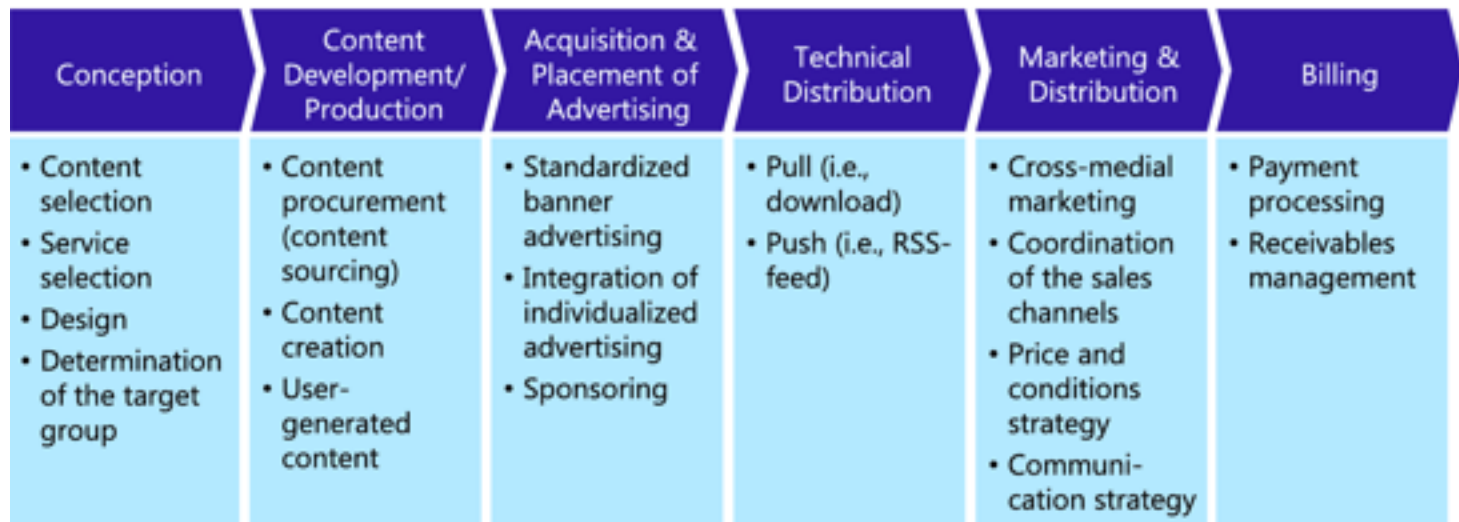 Conception
Content
Development/
Production
Acquisition &
Placement of
Advertising
Technical
Distribution
Marketing &
Distribution
Billing
• Content
selection
• Service
selection
• Design
• Determination
of the target
group
• Content
procurement
(content
sourcing)
• Content
creation
• User-
generated
content
• Standardized
banner
advertising
• Integration of
individualized
advertising
• Sponsoring
• Pull (i.e.,
download)
• Push (i.e., RSS-
feed)
• Cross-medial
marketing
• Coordination
of the sales
channels
• Price and
conditions
strategy
• Communi-
cation strategy
• Payment
processing
• Receivables
management